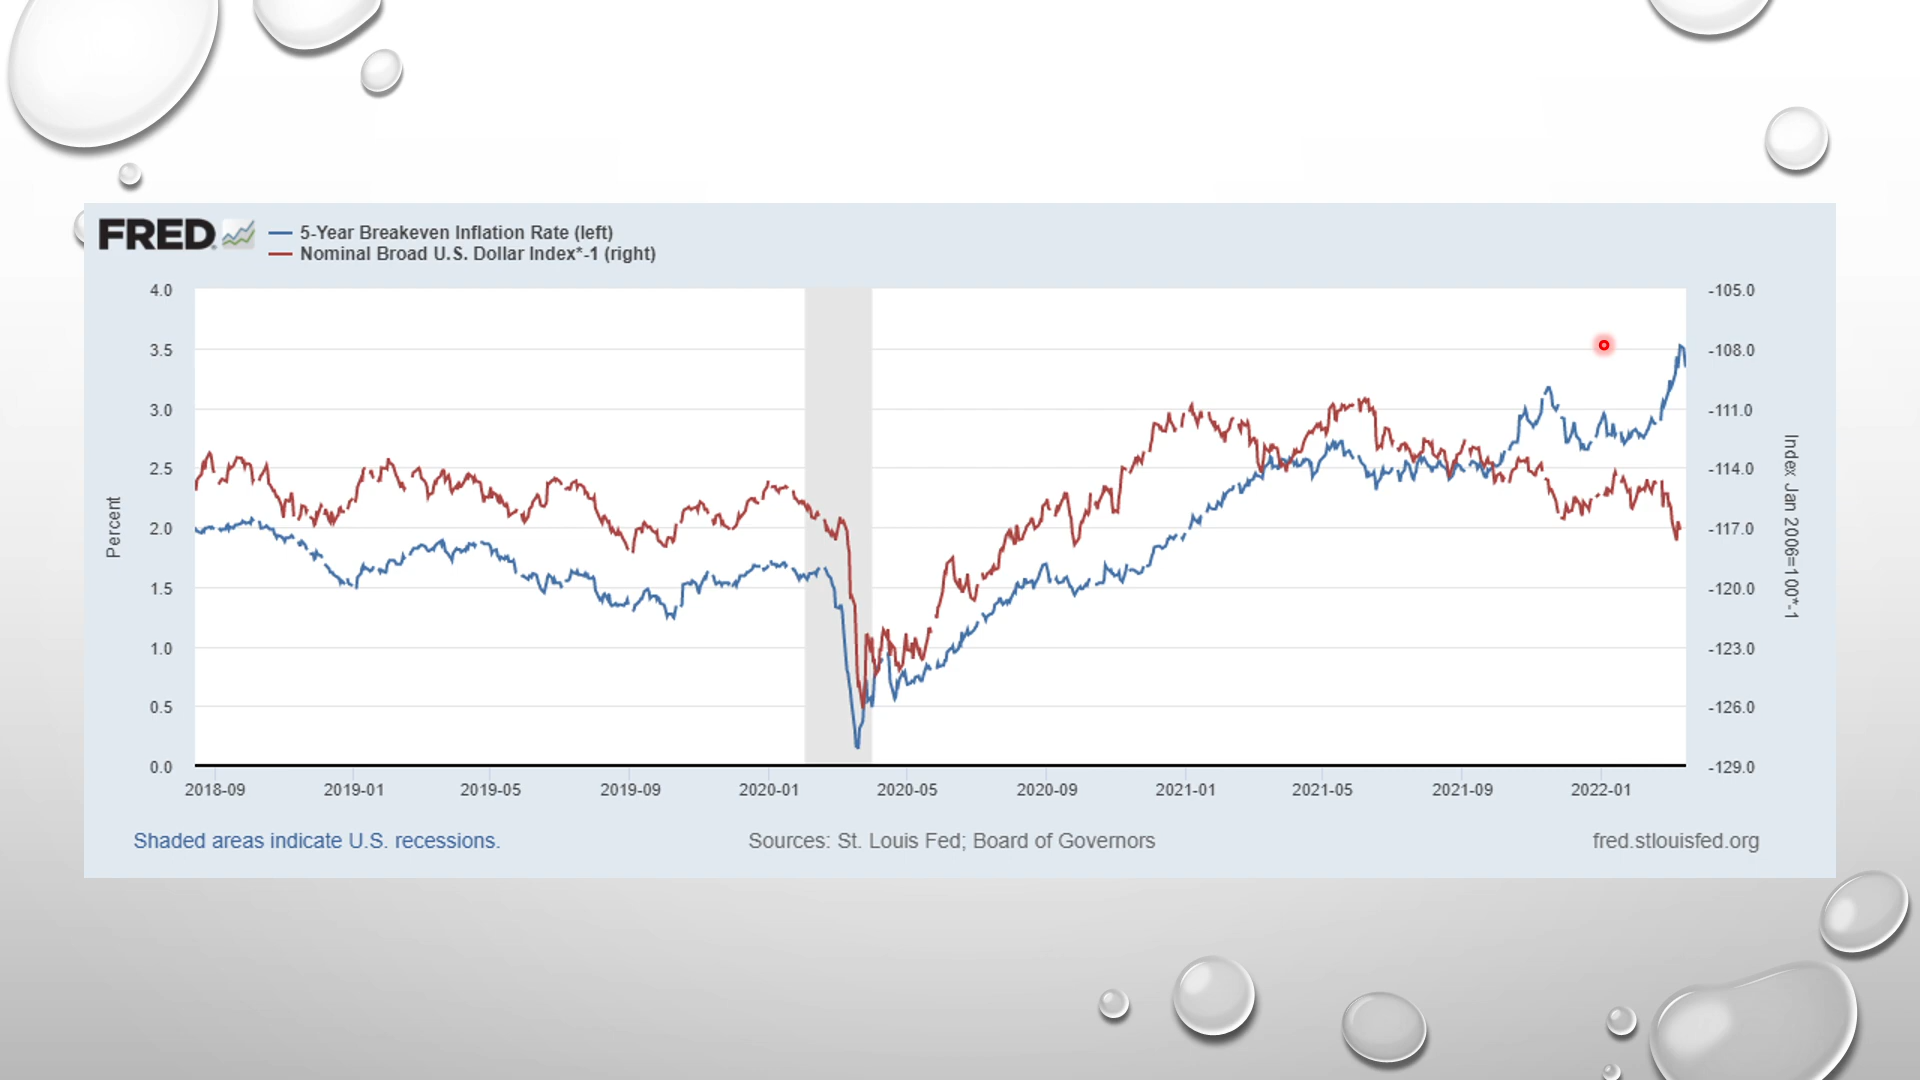 FRED
5-Year Breakeven Inflation Rate (left)
Nominal Broad U.S. Dollar Index*-1 (right)
4.0
3.5
3.0
2.5
2.0
1.5
1.0
0.5
0.0
Percent
-105.0
-108.0
-111.0
-114.0
-117.0
-120.0
-123.0
-126.0
-129.0
Index Jan 2006=100*-1
2018-09 2019-01 2019-05 2019-09 2020-01 2020-05 2020-09 2021-01 2021-05 2021-09 2022-01
Shaded areas indicate U.S. recessions. Sources: St. Louis Fed; Board of Governors fred.stlouisfed.org